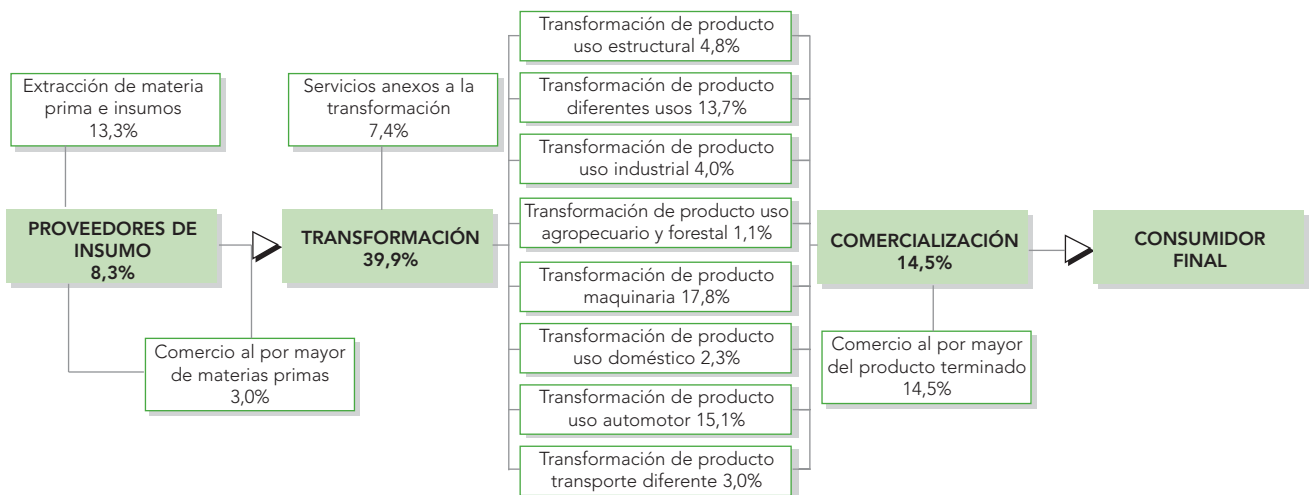 Extracción de materia
prima e insumos
13,3%
PROVEEDORES DE
INSUMO
8,3%
Comercio al por mayor
de materias primas
3,0%
Servicios anexos a la
transformación
7,4%
TRANSFORMACIÓN
39,9%
Transformación de producto
uso estructural 4,8%
Transformación de producto
diferentes usos 13,7%
Transformación de producto
uso industrial 4,0%
Transformación de producto uso
agropecuario y forestal 1,1%
Transformación de producto
maquinaria 17,8%
Transformación de producto
uso doméstico 2,3%
Transformación de producto
uso automotor 15,1%
Transformación de producto
transporte diferente 3,0%
COMERCIALIZACIÓN
14,5%
Comercio al por mayor
del producto terminado
14,5%
CONSUMIDOR
FINAL